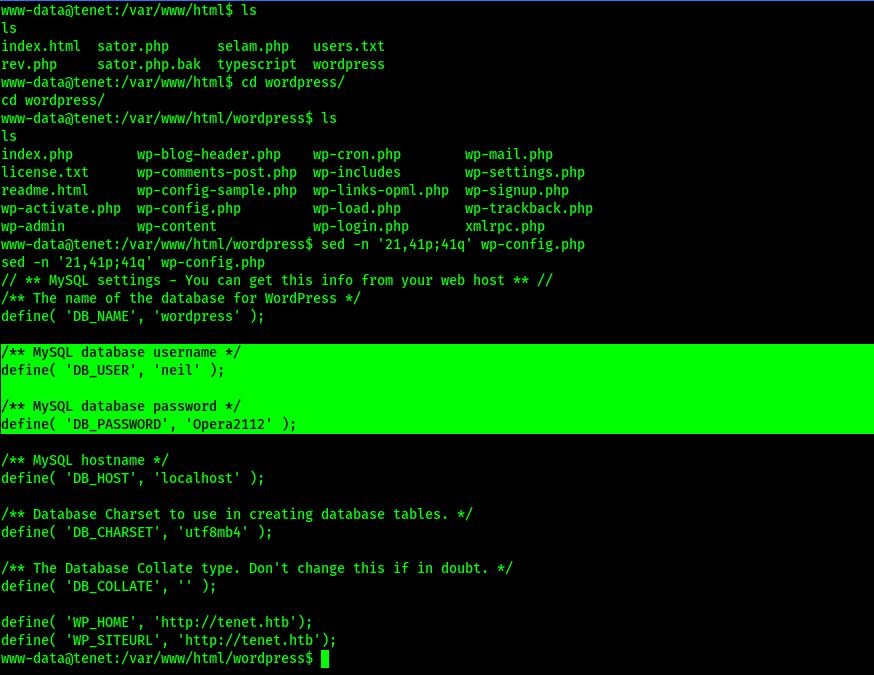 www-data@tenet:/var/www/html$ ls
ls
index.html  sator.php      selam.php   users.txt
rev.php     sator.php.bak  typescript  wordpress
www-data@tenet:/var/www/html$ cd wordpress/
cd wordpress/
www-data@tenet:/var/www/html/wordpress$ ls
ls
index.php        wp-blog-header.php    wp-cron.php        wp-mail.php
license.txt      wp-comments-post.php  wp-includes        wp-settings.php
readme.html      wp-config-sample.php  wp-links-opml.php  wp-signup.php
wp-activate.php  wp-config.php         wp-load.php        wp-trackback.php
wp-admin         wp-content            wp-login.php       xmlrpc.php
www-data@tenet:/var/www/html/wordpress$ sed -n '21,41p;41q' wp-config.php
sed -n '21,41p;41q' wp-config.php
// ** MySQL settings - You can get this info from your web host ** //
/** The name of the database for WordPress */
define( 'DB_NAME', 'wordpress' );
/** MySQL database username */
define( 'DB_USER', 'neil' );
/** MySQL database password */
define( 'DB_PASSWORD', 'Opera2112' );
/** MySQL hostname */
define( 'DB_HOST', 'localhost' );
/** Database Charset to use in creating database tables. */
define( 'DB_CHARSET', 'utf8mb4' );
/** The Database Collate type. Don't change this if in doubt. */
define( 'DB_COLLATE', '' );
define( 'WP_HOME', 'http://tenet.htb');
define( 'WP_SITEURL', 'http://tenet.htb');
www-data@tenet:/var/www/html/wordpress$